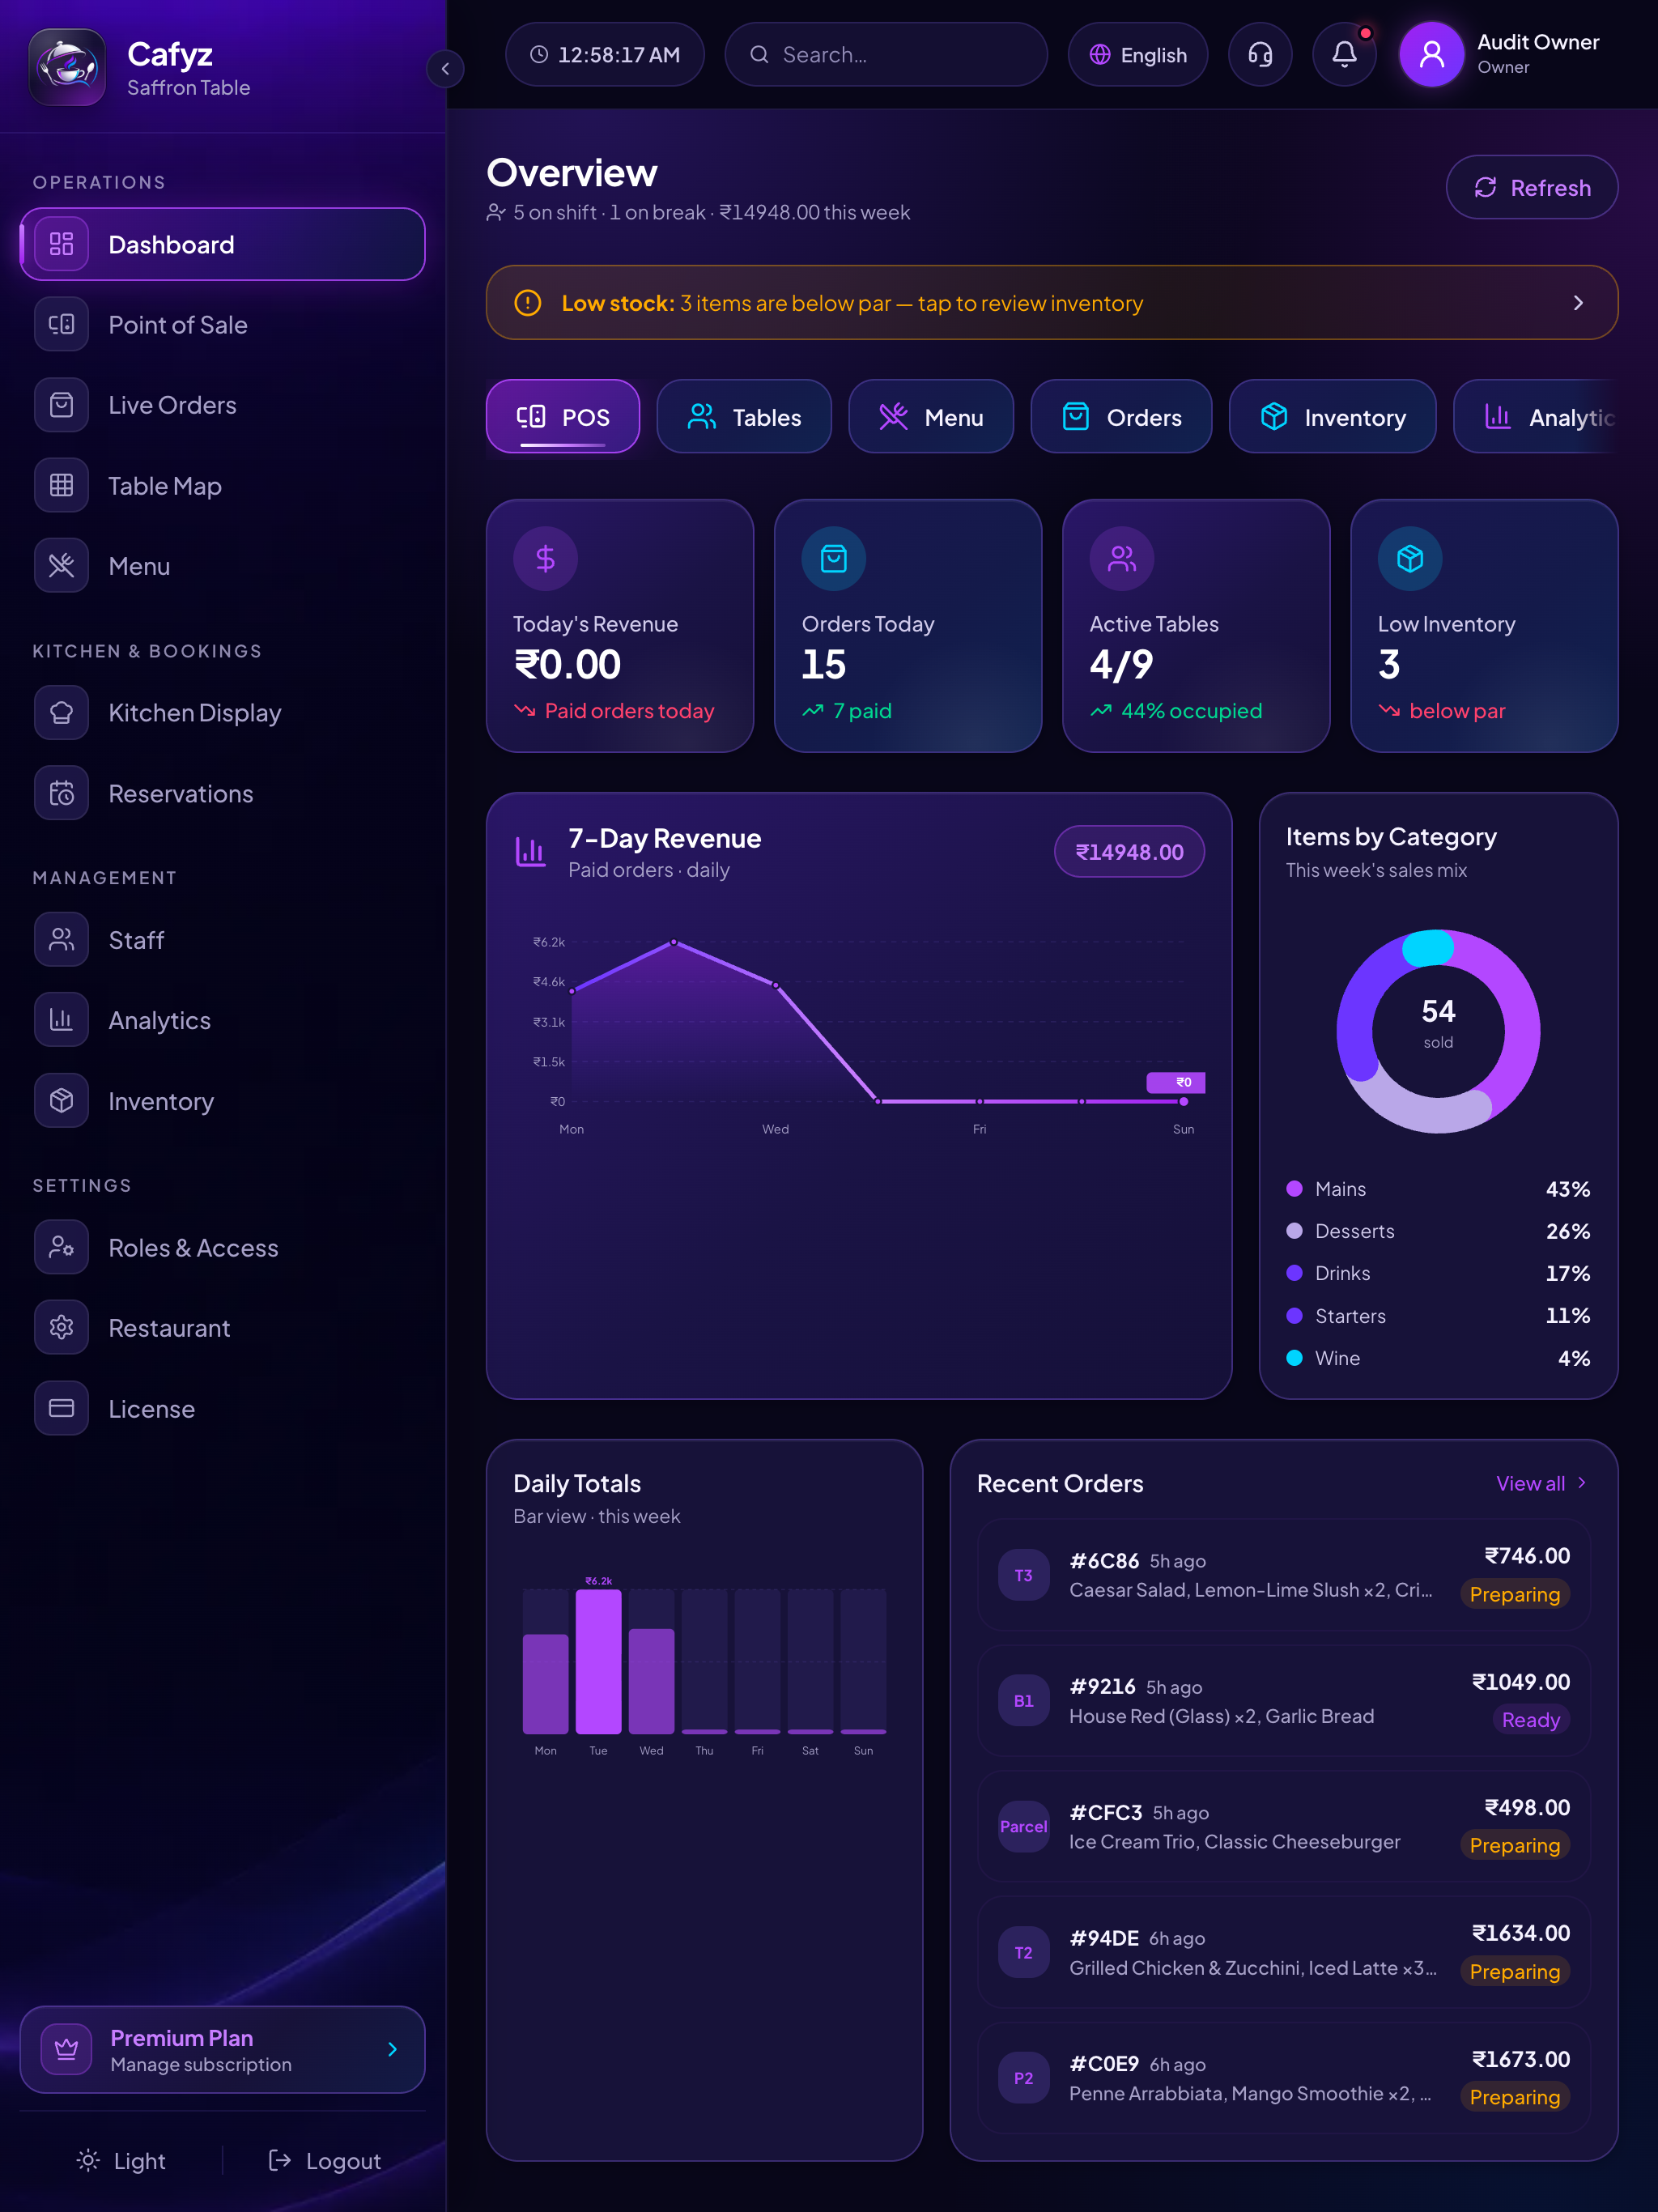 Cafyz
Saffron Table
12:58:17 AM
Search...
English
Audit Owner
Owner
OPERATIONS
Dashboard
Point of Sale
Live Orders
Table Map
Menu
KITCHEN & BOOKINGS
Kitchen Display
Reservations
MANAGEMENT
Staff
Analytics
Inventory
SETTINGS
Roles & Access
Restaurant
License
Premium Plan
Manage subscription
Light
Logout
Overview
5 on shift · 1 on break · ₹14948.00 this week
Refresh
Low stock: 3 items are below par — tap to review inventory
POS
Tables
Menu
Orders
Inventory
Analytic
Today's Revenue
₹0.00
Paid orders today
Orders Today
15
7 paid
Active Tables
4/9
44% occupied
Low Inventory
3
below par
7-Day Revenue
Paid orders · daily
₹14948.00
₹6.2k
₹4.6k
₹3.1k
₹1.5k
₹0
₹0
Mon
Wed
Fri
Sun
Items by Category
This week's sales mix
54
sold
Mains 43%
Desserts 26%
Drinks 17%
Starters 11%
Wine 4%
Daily Totals
Bar view · this week
₹6.2k
Mon
Tue
Wed
Thu
Fri
Sat
Sun
Recent Orders
View all
T3
#6C86 5h ago
Caesar Salad, Lemon-Lime Slush ×2, Cri...
₹746.00
Preparing
B1
#9216 5h ago
House Red (Glass) ×2, Garlic Bread
₹1049.00
Ready
Parcel
#CFC3 5h ago
Ice Cream Trio, Classic Cheeseburger
₹498.00
Preparing
T2
#94DE 6h ago
Grilled Chicken & Zucchini, Iced Latte ×3...
₹1634.00
Preparing
P2
#C0E9 6h ago
Penne Arrabbiata, Mango Smoothie ×2, ...
₹1673.00
Preparing